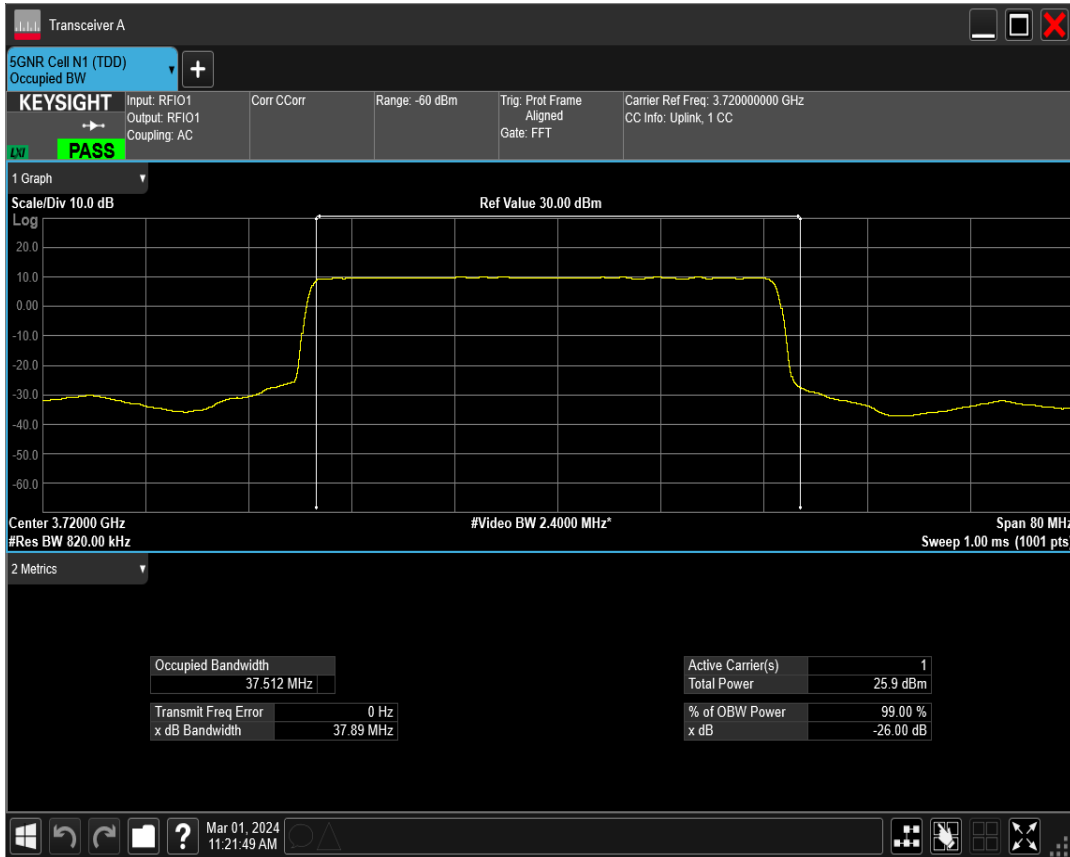 Transceiver A
5GNR Cell N1 (TDD)
Occupied BW
+
KEYSIGHT
LXI
PASS
Input: RFIO1
Output: RFIO1
Coupling: AC
Corr CCorr
Range: -60 dBm
Trig: Prot Frame
Aligned
Gate: FFT
Carrier Ref Freq: 3.720000000 GHz
CC Info: Uplink, 1 CC
1 Graph
Scale/Div 10.0 dB
Ref Value 30.00 dBm
Log
20.0
10.0
0.00
-10.0
-20.0
-30.0
-40.0
-50.0
-60.0
Center 3.72000 GHz
#Video BW 2.4000 MHz*
Span 80 MHz
#Res BW 820.00 kHz
Sweep 1.00 ms (1001 pts)
2 Metrics
Occupied Bandwidth
37.512 MHz
Transmit Freq Error 0 Hz
x dB Bandwidth 37.89 MHz
Active Carrier(s) 1
Total Power 25.9 dBm
% of OBW Power 99.00 %
x dB -26.00 dB
?
Mar 01, 2024
11:21:49 AM